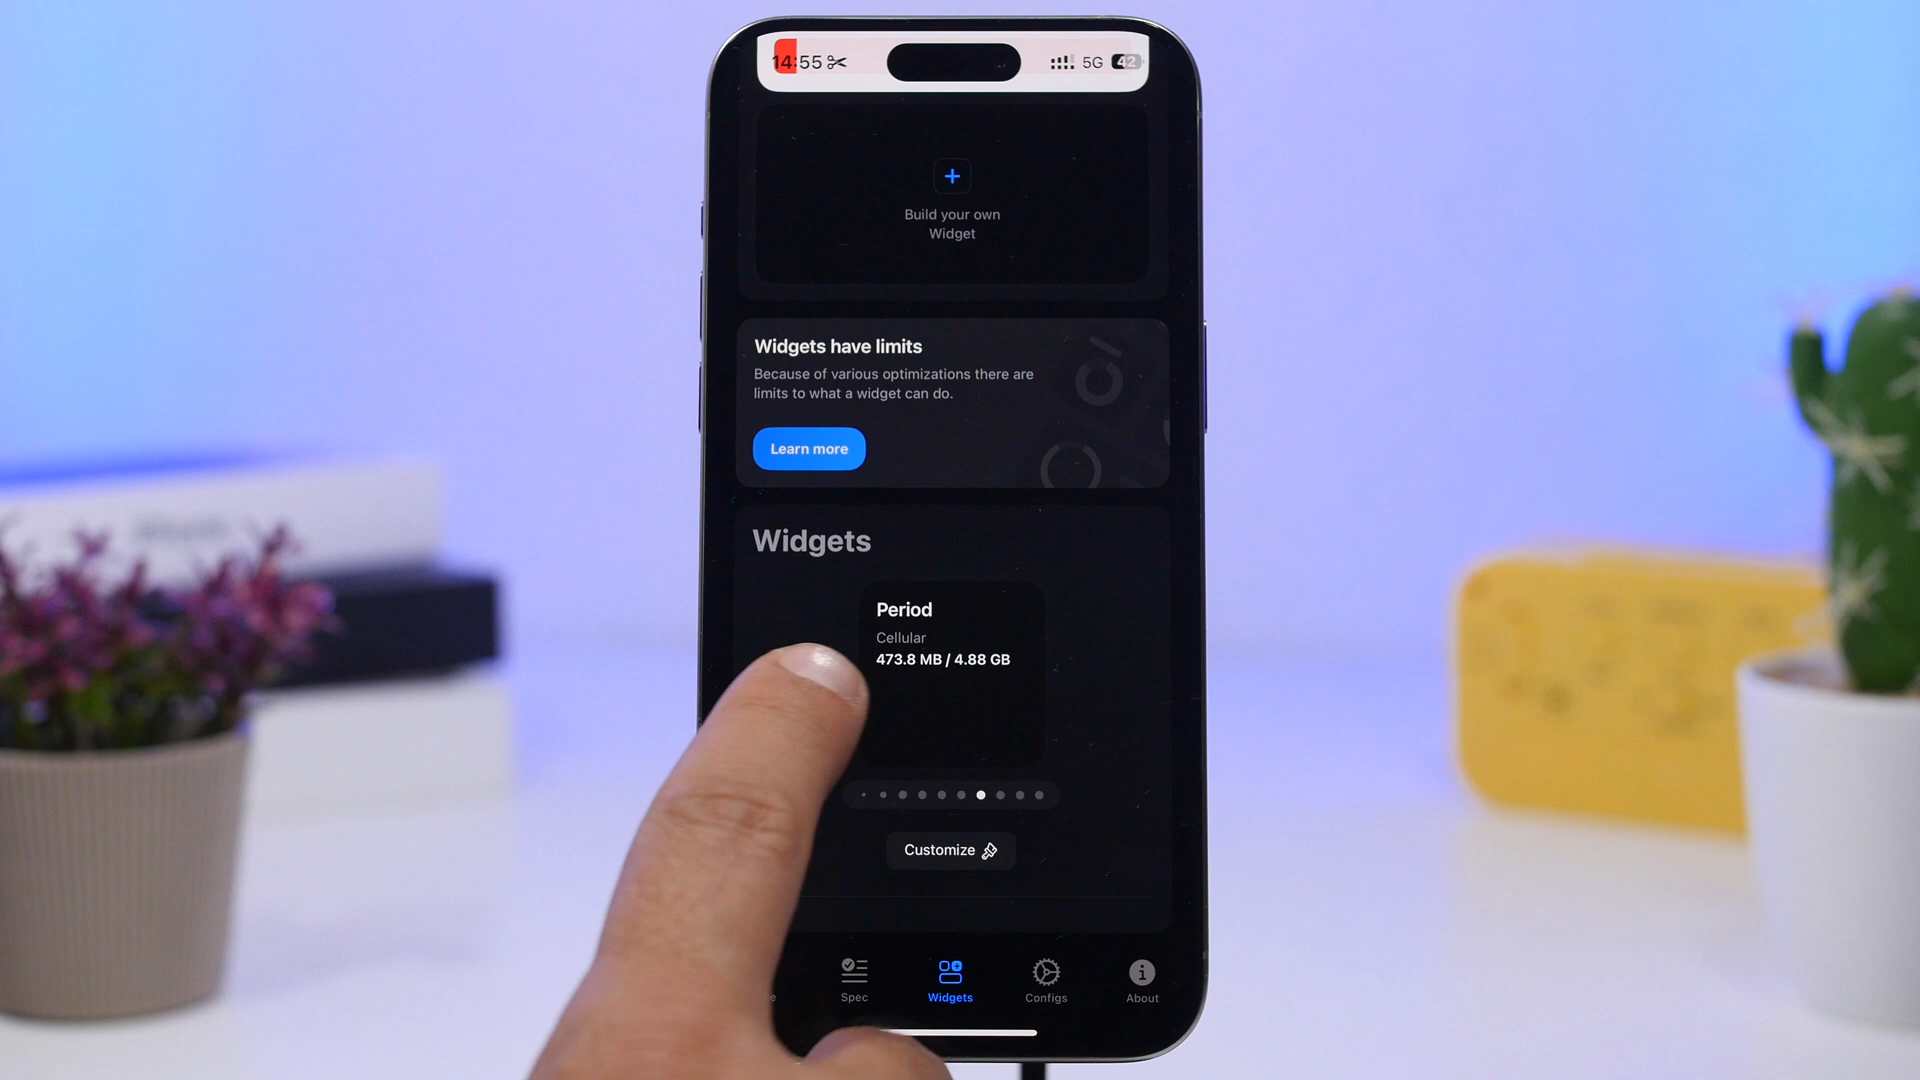 14:55
5G 42
Build your own
Widget
Widgets have limits
Because of various optimizations there are
limits to what a widget can do.
Learn more
Widgets
Period
Cellular
473.8 MB / 4.88 GB
Customize
e
Spec
Widgets
Configs
About